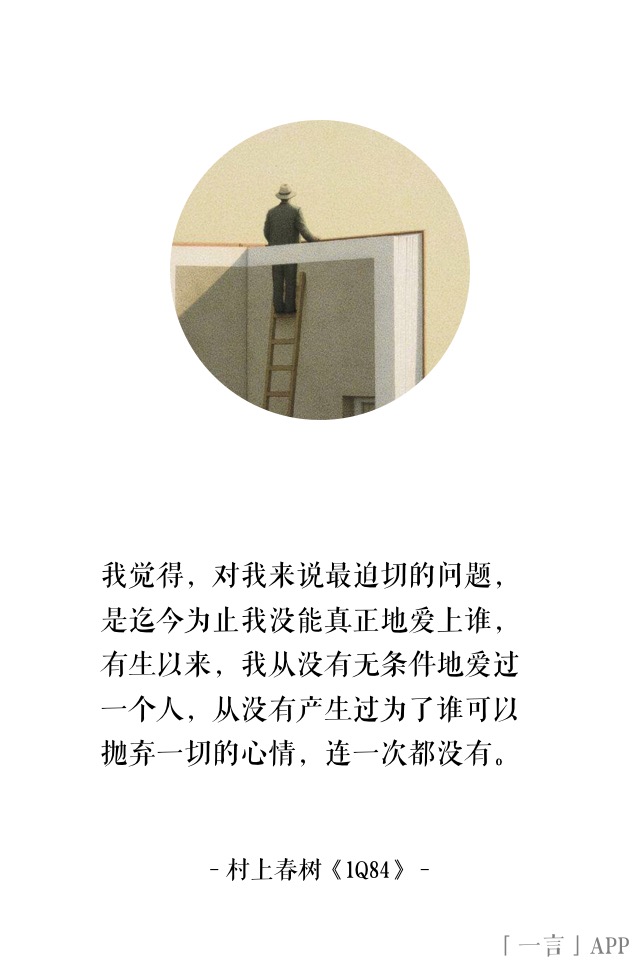 我觉得，对我来说最迫切的问题，
是迄今为止我没能真正地爱上谁，
有生以来，我从没有无条件地爱过
一个人，从没有产生过为了谁可以
抛弃一切的心情，连一次都没有。
- 村上春树《1Q84》 -
「一言」APP